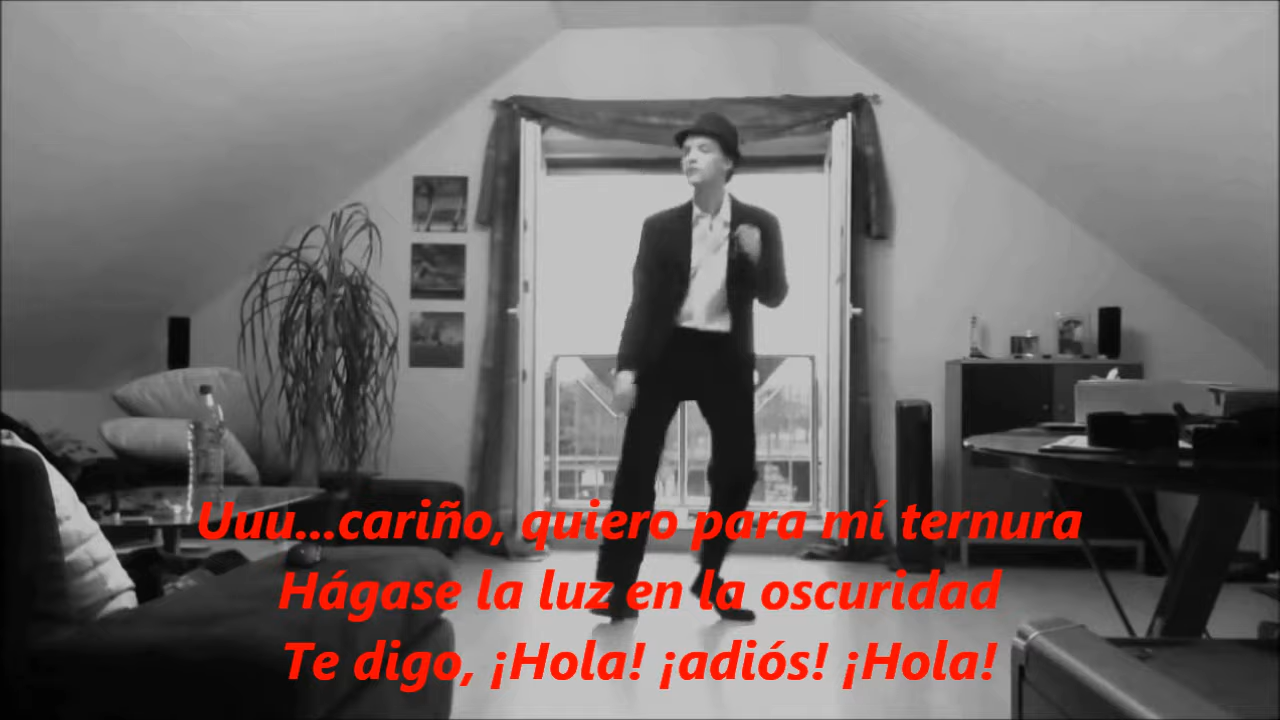 Uuu...cariño, quiero para mí ternura
Hágase la luz en la oscuridad
Te digo, ¡Hola! ¡adiós! ¡Hola!